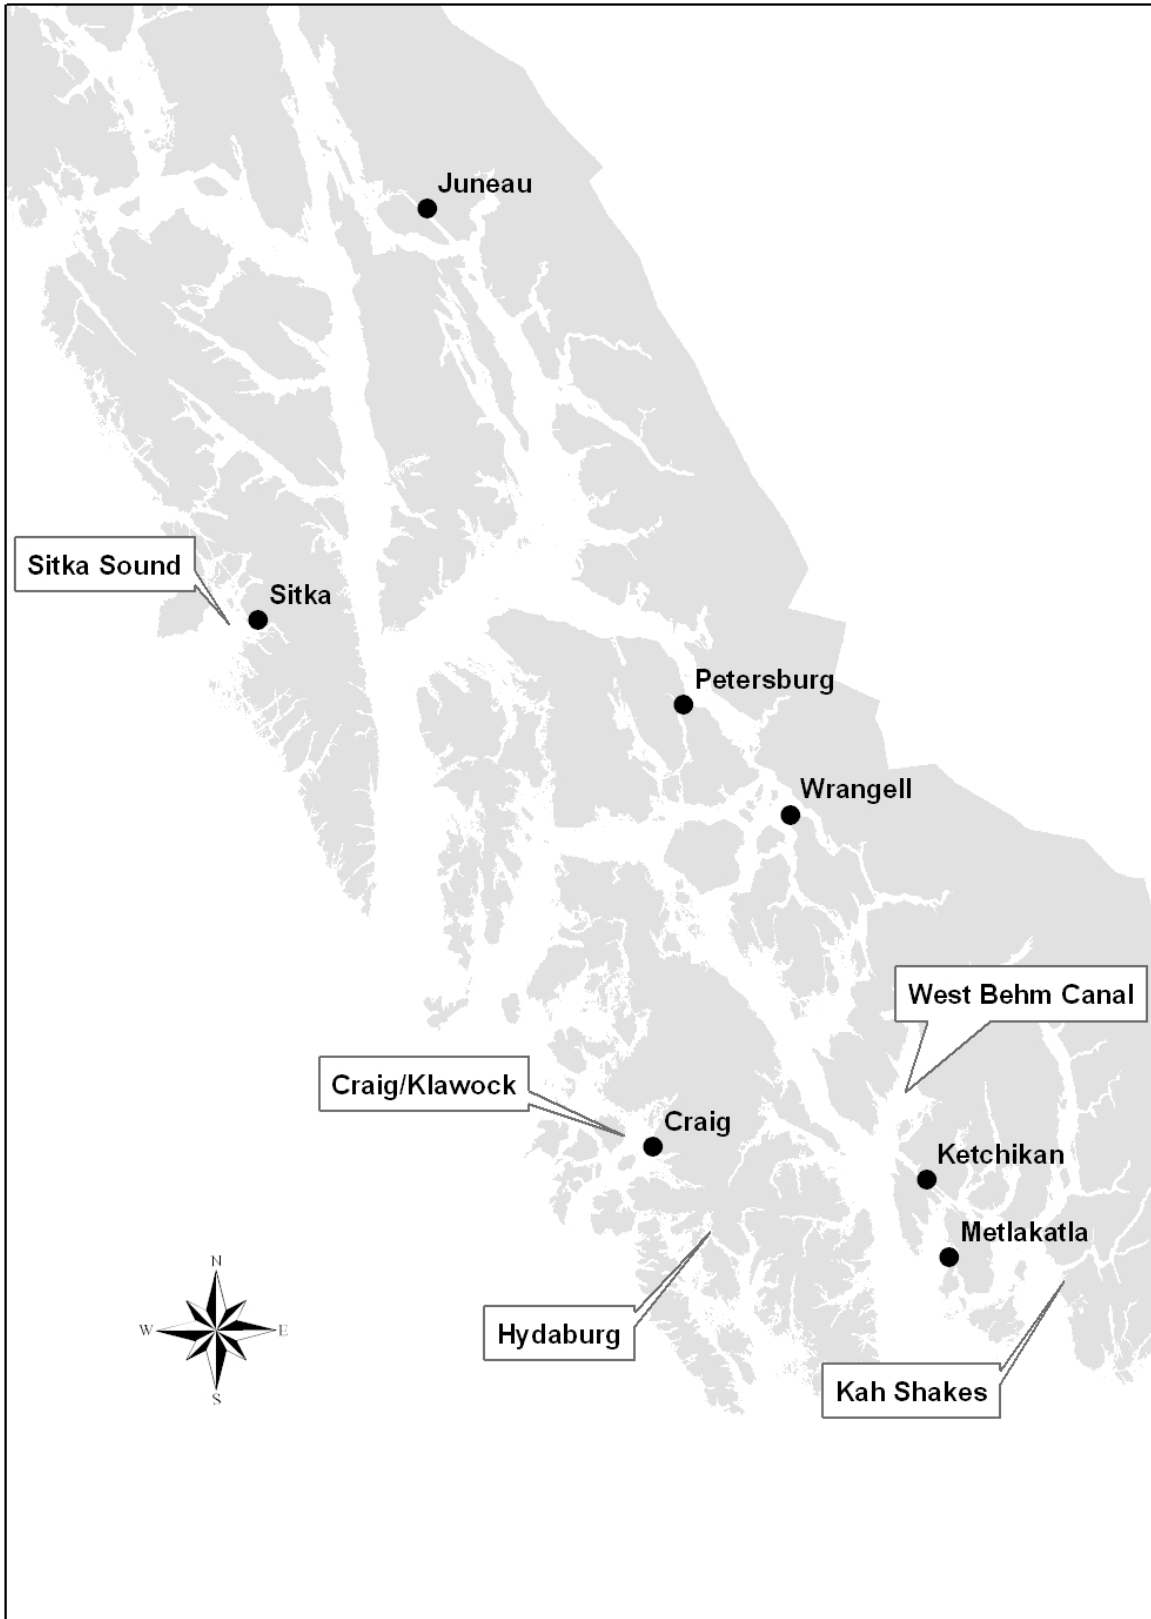 Juneau
Sitka Sound
Sitka
Petersburg
Wrangell
West Behm Canal
Craig/Klawock
Craig
Ketchikan
Metlakatla
N
W
E
S
Hydaburg
Kah Shakes